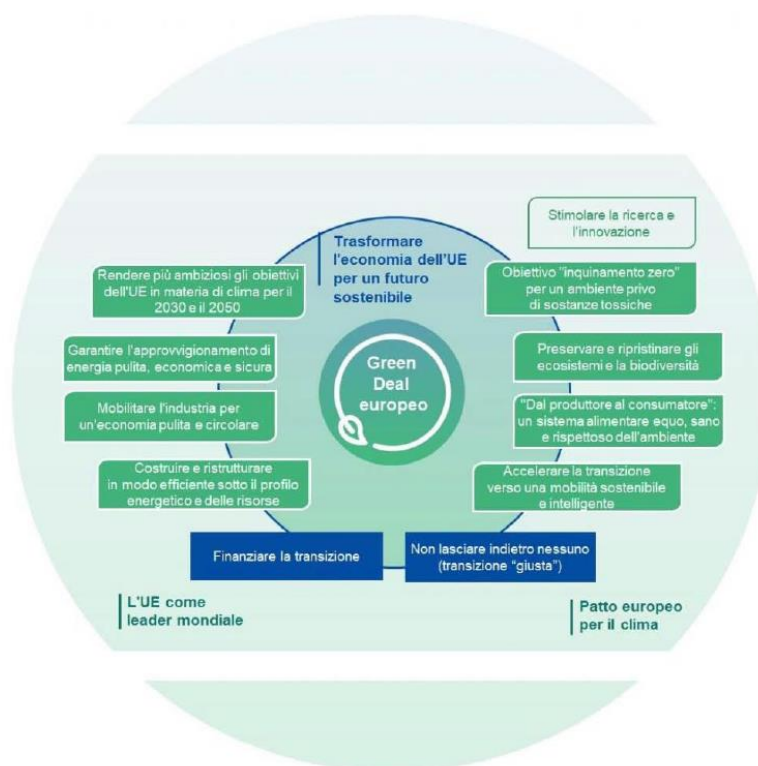 Stimolare la ricerca e
l'innovazione
Trasformare
l'economia dell'UE
per un futuro
sostenibile
Rendere più ambiziosi gli obiettivi
dell'UE in materia di clima per il
2030 e il 2050
Obiettivo "inquinamento zero"
per un ambiente privo
di sostanze tossiche
Garantire l'approvvigionamento di
energia pulita, economica e sicura
Green
Deal
europeo
Preservare e ripristinare gli
ecosistemi e la biodiversità
Mobilitare l'industria per
un'economia pulita e circolare
"Dal produttore al consumatore":
un sistema alimentare equo, sano
e rispettoso dell'ambiente
Costruire e ristrutturare
in modo efficiente sotto il profilo
energetico e delle risorse
Accelerare la transizione
verso una mobilità sostenibile
e intelligente
Finanziare la transizione
Non lasciare indietro nessuno
(transizione "giusta")
L'UE come
leader mondiale
Patto europeo
per il clima